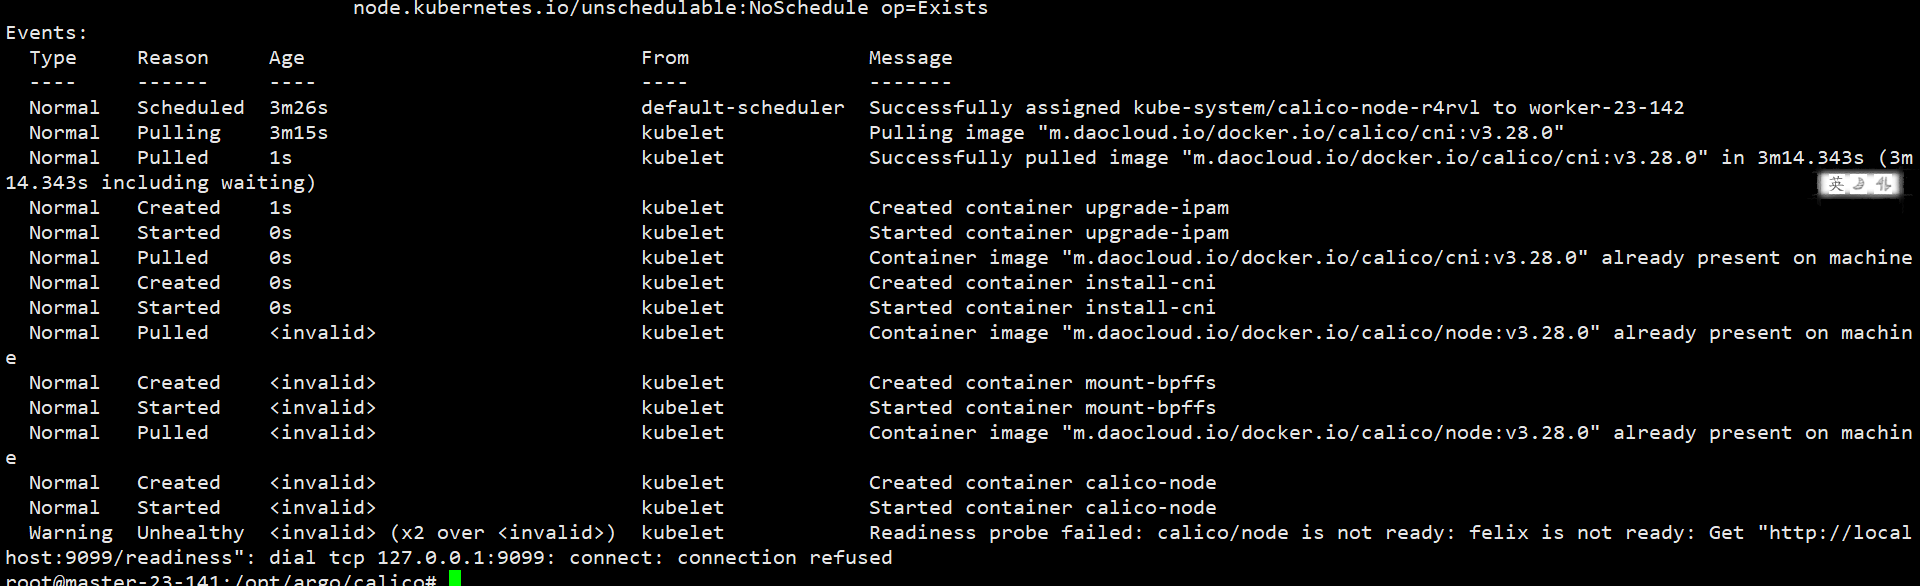 node.kubernetes.io/unschedulable:NoSchedule op=Exists
Events:
Type Reason Age From Message
---- ------ ---- ---- -------
Normal Scheduled 3m26s default-scheduler Successfully assigned kube-system/calico-node-r4rvl to worker-23-142
Normal Pulling 3m15s kubelet Pulling image "m.daocloud.io/docker.io/calico/cni:v3.28.0"
Normal Pulled 1s kubelet Successfully pulled image "m.daocloud.io/docker.io/calico/cni:v3.28.0" in 3m14.343s (3m
14.343s including waiting)
英
Normal Created 1s kubelet Created container upgrade-ipam
Normal Started 0s kubelet Started container upgrade-ipam
Normal Pulled 0s kubelet Container image "m.daocloud.io/docker.io/calico/cni:v3.28.0" already present on machine
Normal Created 0s kubelet Created container install-cni
Normal Started 0s kubelet Started container install-cni
Normal Pulled <invalid> kubelet Container image "m.daocloud.io/docker.io/calico/node:v3.28.0" already present on machin
e
Normal Created <invalid> kubelet Created container mount-bpffs
Normal Started <invalid> kubelet Started container mount-bpffs
Normal Pulled <invalid> kubelet Container image "m.daocloud.io/docker.io/calico/node:v3.28.0" already present on machin
e
Normal Created <invalid> kubelet Created container calico-node
Normal Started <invalid> kubelet Started container calico-node
Warning Unhealthy <invalid> (x2 over <invalid>) kubelet Readiness probe failed: calico/node is not ready: felix is not ready: Get "http://local
host:9099/readiness": dial tcp 127.0.0.1:9099: connect: connection refused
root@master-23-141:/opt/argo/calico#